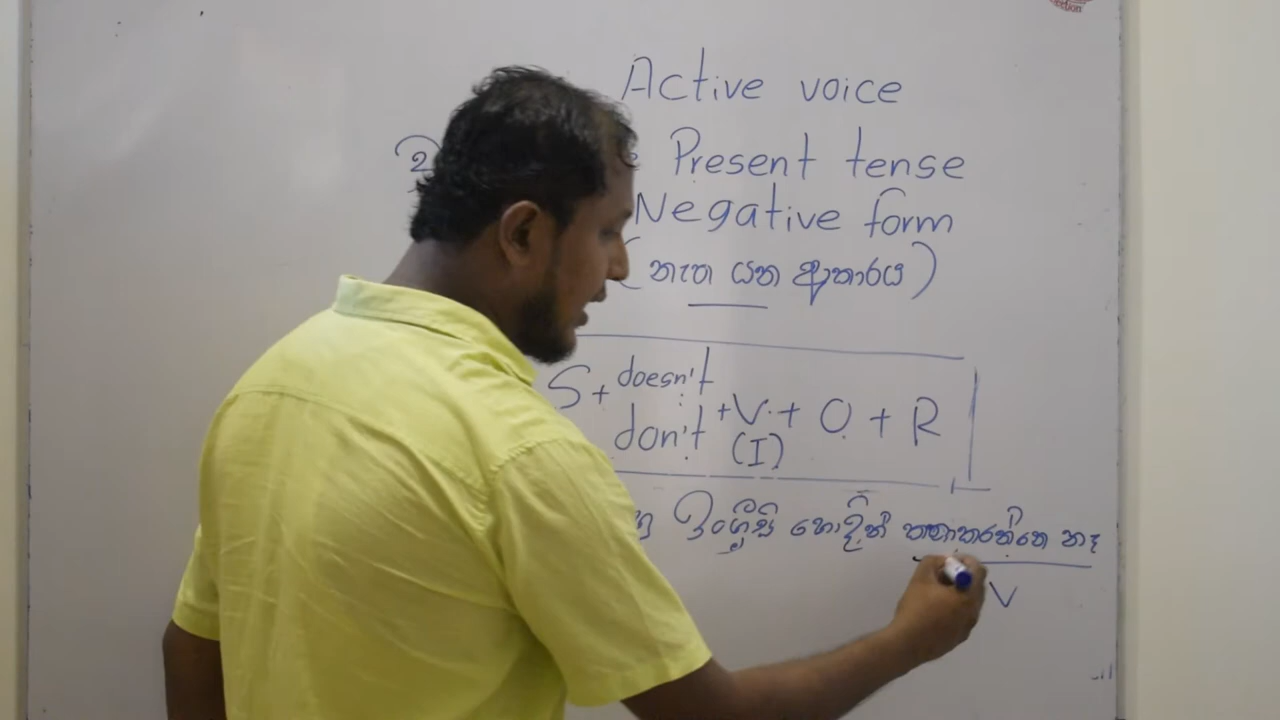 Active voice
Present tense
Negative form
(නැත යන ආකාරය)
S + doesn't
don't + V + O + R
(I)
ඉංග්‍රීසි හොදින් කතාකරන්නෙ නෑ
V